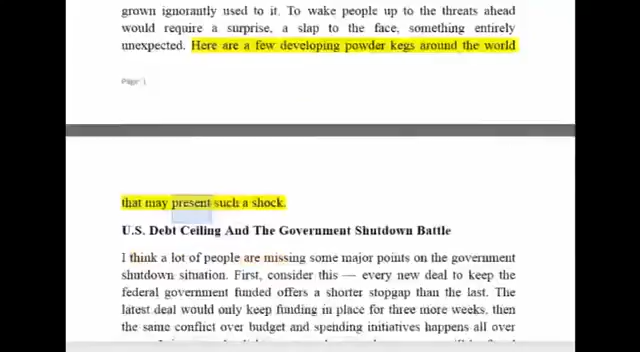 grown ignorantly used to it. To wake people up to the threats ahead
would require a surprise, a slap to the face, something entirely
unexpected. Here are a few developing powder kegs around the world
Page 1
that may present such a shock.
U.S. Debt Ceiling And The Government Shutdown Battle
I think a lot of people are missing some major points on the government
shutdown situation. First, consider this — every new deal to keep the
federal government funded offers a shorter stopgap than the last. The
latest deal would only keep funding in place for three more weeks, then
the same conflict over budget and spending initiatives happens all over